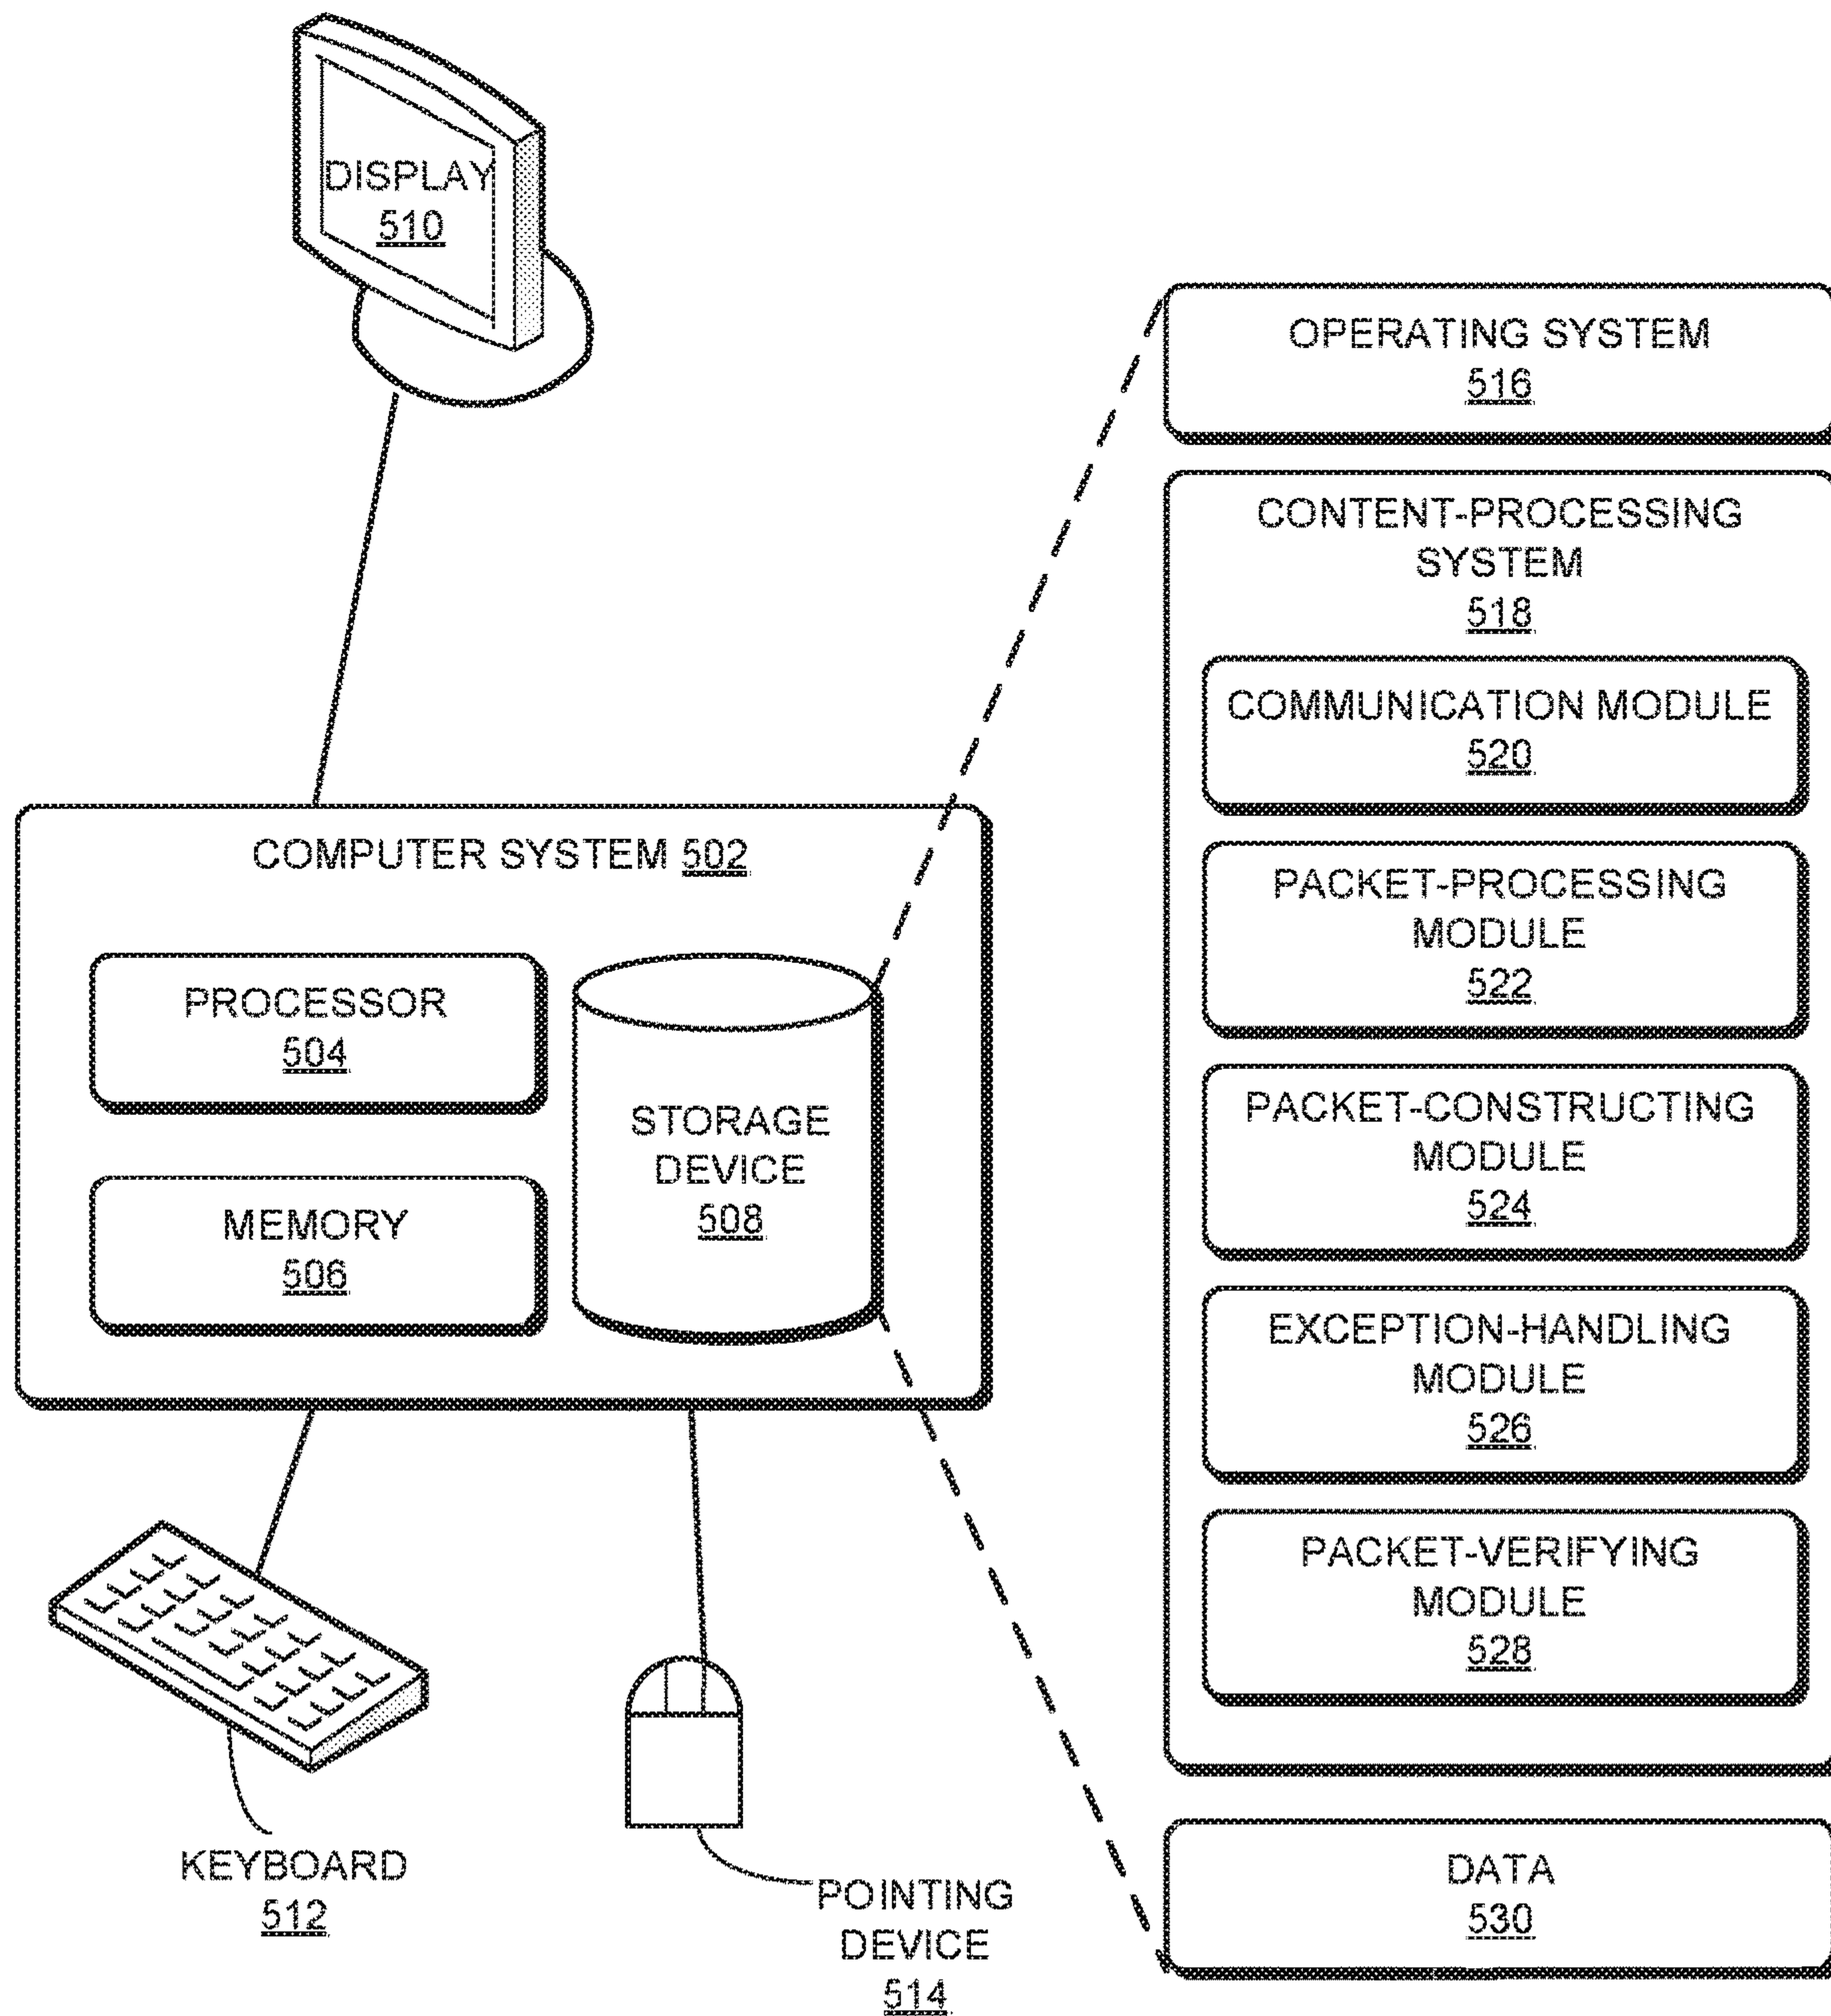 DISPLAY
510
COMPUTER SYSTEM 502
PROCESSOR
504
MEMORY
506
STORAGE
DEVICE
508
KEYBOARD
512
POINTING
DEVICE
514
OPERATING SYSTEM
516
CONTENT-PROCESSING
SYSTEM
518
COMMUNICATION MODULE
520
PACKET-PROCESSING
MODULE
522
PACKET-CONSTRUCTING
MODULE
524
EXCEPTION-HANDLING
MODULE
526
PACKET-VERIFYING
MODULE
528
DATA
530